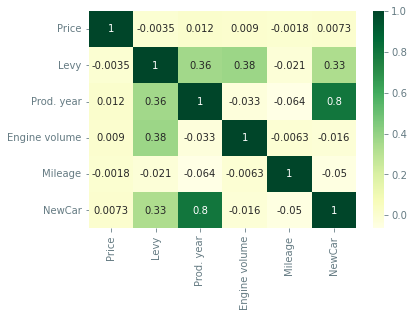 Price 1 -0.0035 0.012 0.009 -0.0018 0.0073
Levy -0.0035 1 0.36 0.38 -0.021 0.33
Prod. year 0.012 0.36 1 -0.033 -0.064 0.8
Engine volume 0.009 0.38 -0.033 1 -0.0063 -0.016
Mileage -0.0018 -0.021 -0.064 -0.0063 1 -0.05
NewCar 0.0073 0.33 0.8 -0.016 -0.05 1
Price Levy Prod. year Engine volume Mileage NewCar
1.0
0.8
0.6
0.4
0.2
0.0